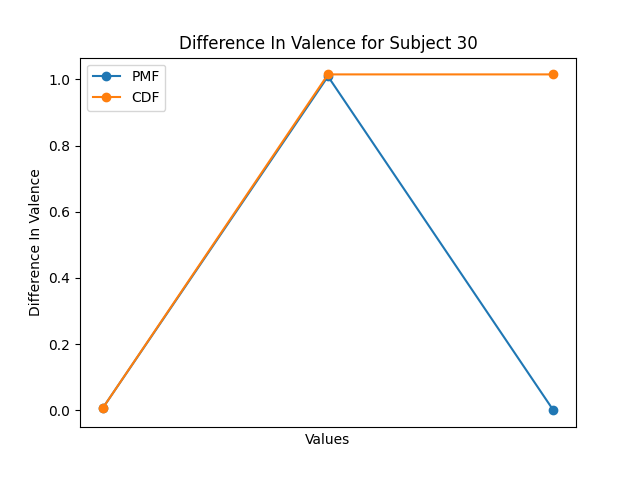 Difference In Valence for Subject 30
PMF
CDF
1.0
0.8
0.6
0.4
0.2
0.0
Difference In Valence
Values